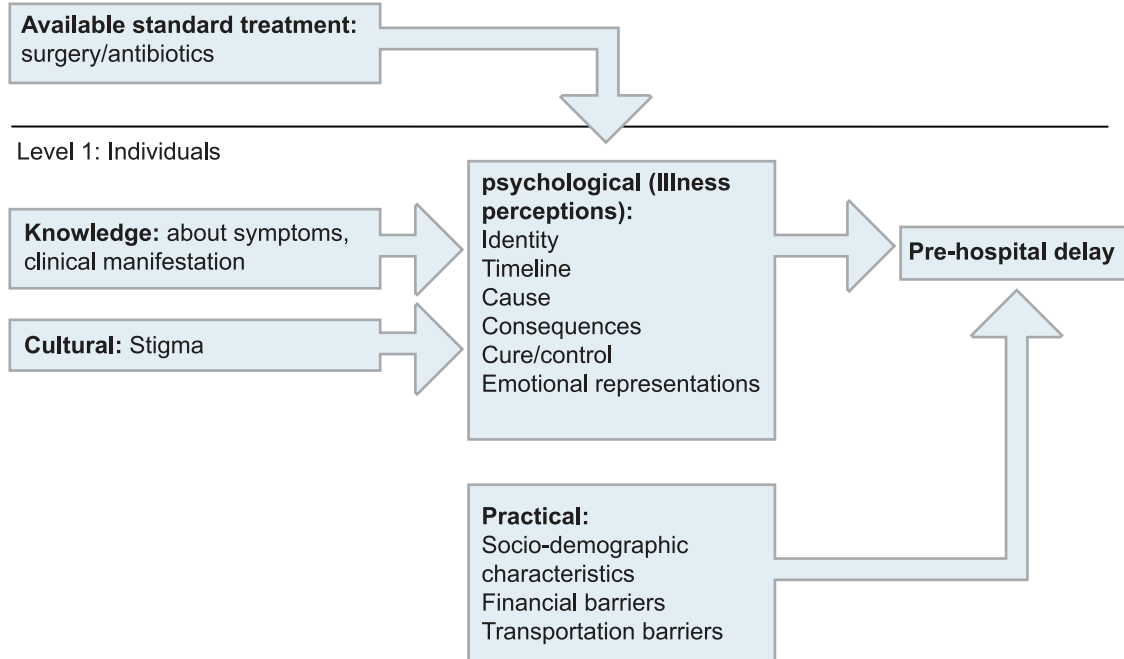 Available standard treatment:
surgery/antibiotics
Level 1: Individuals
Knowledge: about symptoms,
clinical manifestation
Cultural: Stigma
psychological (Illness
perceptions):
Identity
Timeline
Cause
Consequences
Cure/control
Emotional representations
Pre-hospital delay
Practical:
Socio-demographic
characteristics
Financial barriers
Transportation barriers